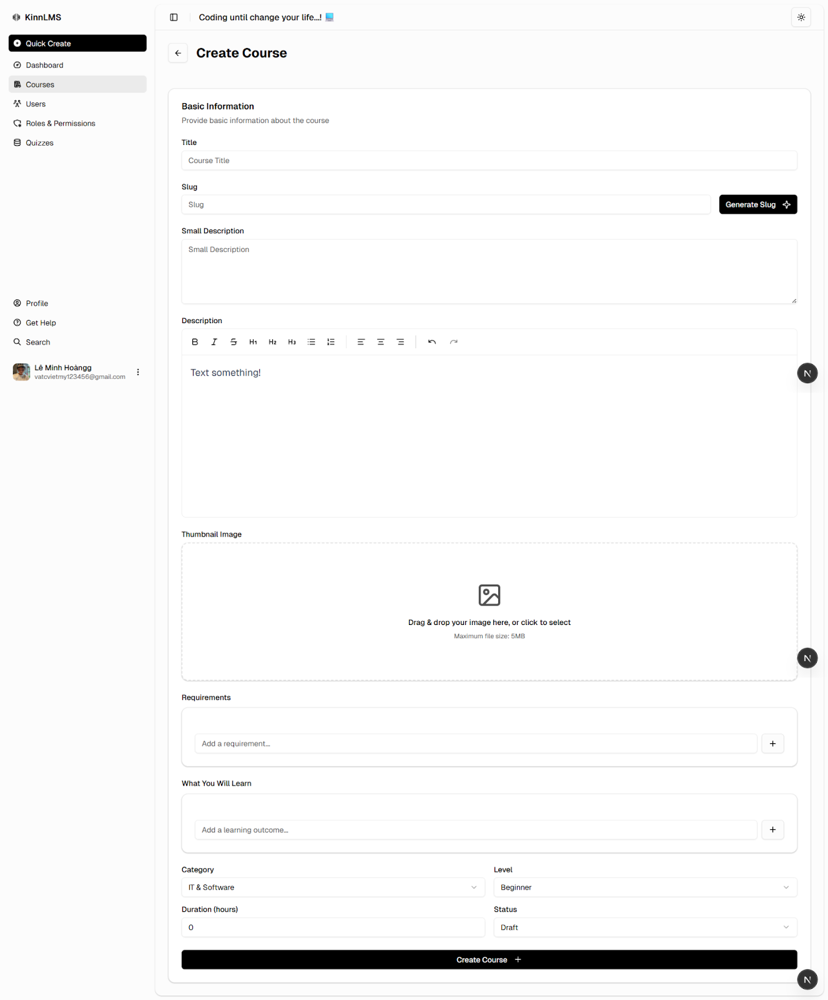 KinnLMS
Quick Create
Dashboard
Courses
Users
Roles & Permissions
Quizzes
Profile
Get Help
Search
Lê Minh Hoàngg
vatcvietmy123456@gmail.com
Coding until change your life...! 💻
Create Course
Basic Information
Provide basic information about the course
Title
Course Title
Slug
Slug
Generate Slug
Small Description
Small Description
Description
B I S H1 H2 H3
Text something!
N
Thumbnail Image
Drag & drop your image here, or click to select
Maximum file size: 5MB
N
Requirements
Add a requirement...
What You Will Learn
Add a learning outcome...
Category
IT & Software
Level
Beginner
Duration (hours)
0
Status
Draft
Create Course +
N